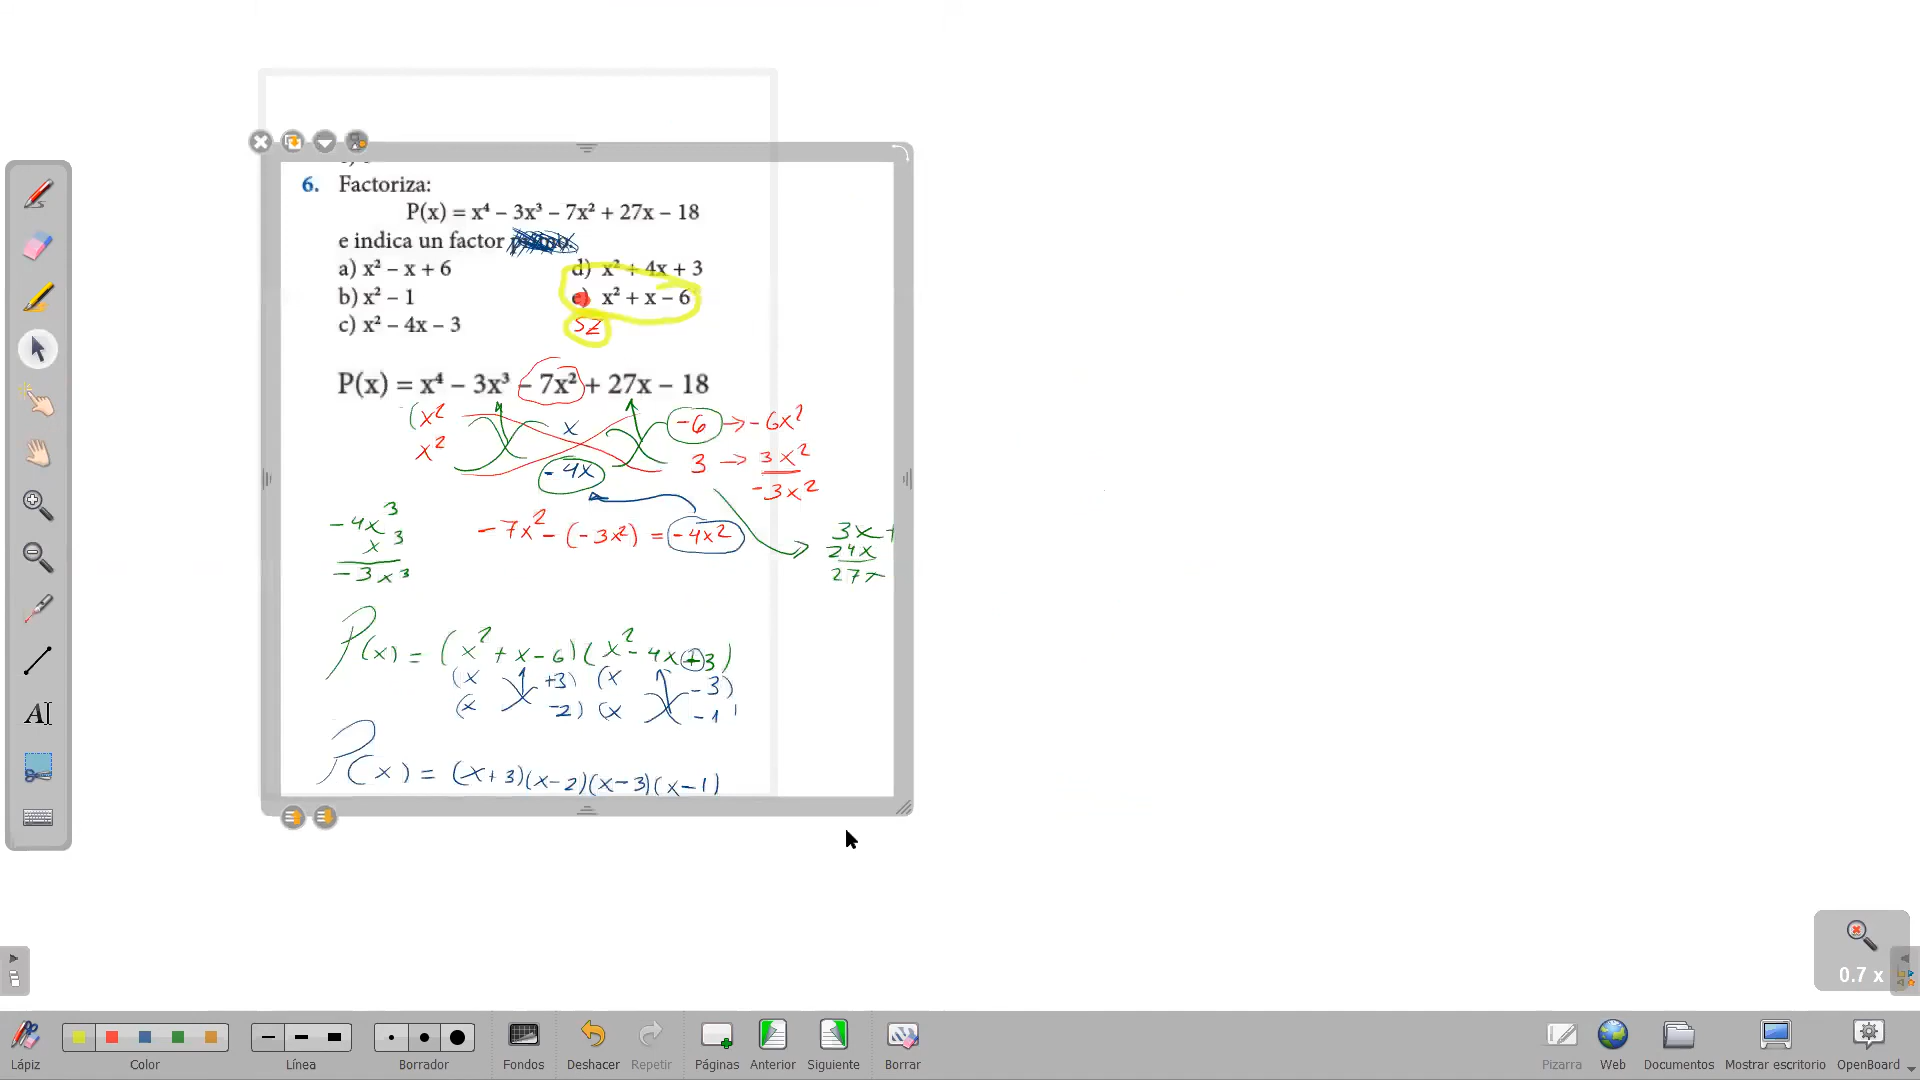 6. Factoriza:
P(x) = x⁴ – 3x³ – 7x² + 27x – 18
e indica un factor
a) x² – x + 6
d) x² + 4x + 3
b) x² – 1
e) x² + x – 6
c) x² – 4x – 3
SZ
P(x) = x⁴ – 3x³ – 7x² + 27x – 18
(x² x -6 → -6x²
x² -4x 3 → 3x²
-3x²
-4x³
x³
-3x³
-7x² - (-3x²) = -4x²
3x +
24x
27x
P(x) = (x² + x - 6)(x² - 4x + 3)
(x +3) (x -3)
(x -2) (x -1
P(x) = (x+3)(x-2)(x-3)(x-1)
0.7 x
Lápiz
Color
Línea
Borrador
Fondos
Deshacer
Repetir
Páginas
Anterior
Siguiente
Borrar
Pizarra
Web
Documentos
Mostrar escritorio
OpenBoard